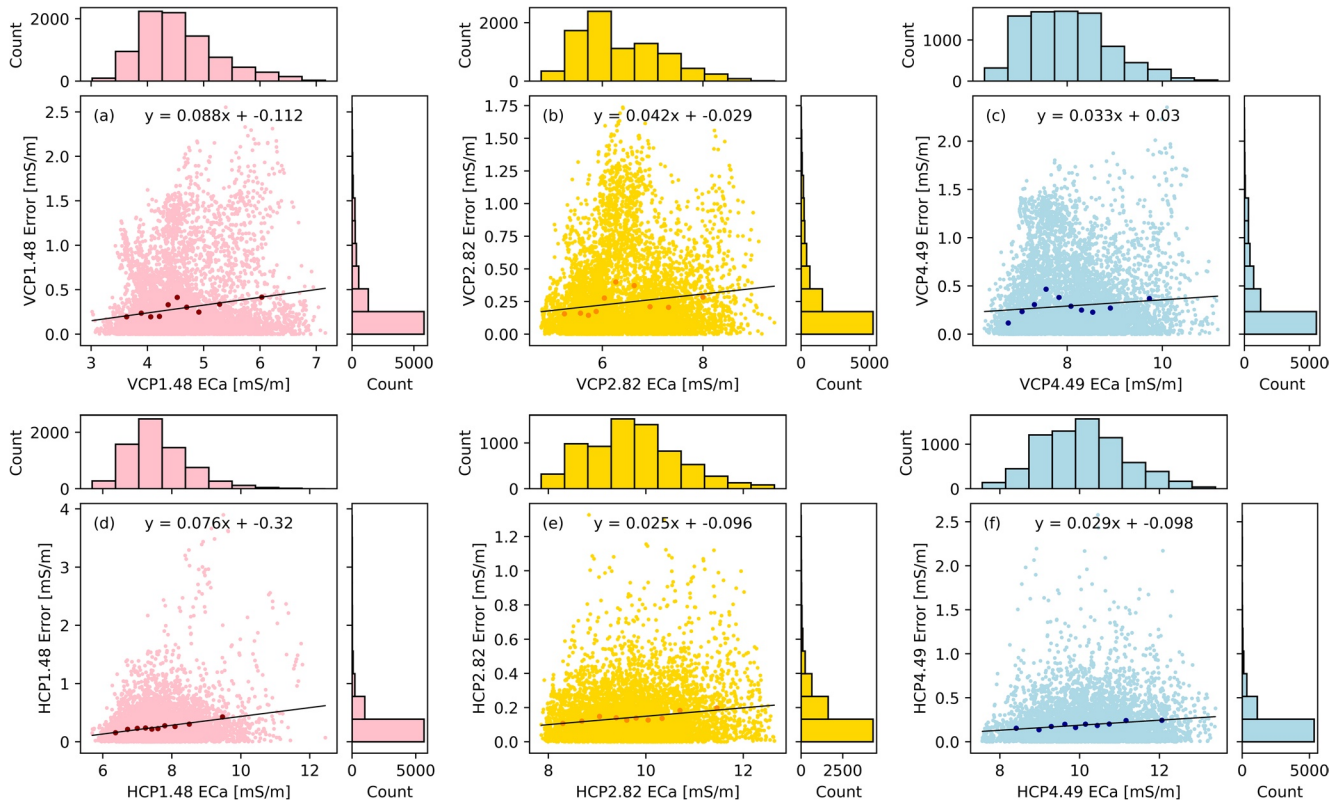 2000
Count
0
2000
Count
0
1000
Count
0
(a) y = 0.088x + -0.112
2.5
2.0
1.5
1.0
0.5
0.0
VCP1.48 Error [mS/m]
3 4 5 6 7
VCP1.48 ECa [mS/m]
0 5000
Count
(b) y = 0.042x + -0.029
1.75
1.50
1.25
1.00
0.75
0.50
0.25
0.00
VCP2.82 Error [mS/m]
6 8
VCP2.82 ECa [mS/m]
0 5000
Count
(c) y = 0.033x + 0.03
2.0
1.5
1.0
0.5
0.0
VCP4.49 Error [mS/m]
8 10
VCP4.49 ECa [mS/m]
0 5000
Count
2000
Count
0
1000
Count
0
1000
Count
0
(d) y = 0.076x + -0.32
4
3
2
1
0
HCP1.48 Error [mS/m]
6 8 10 12
HCP1.48 ECa [mS/m]
0 5000
Count
(e) y = 0.025x + -0.096
1.2
1.0
0.8
0.6
0.4
0.2
0.0
HCP2.82 Error [mS/m]
8 10 12
HCP2.82 ECa [mS/m]
0 2500
Count
(f) y = 0.029x + -0.098
2.5
2.0
1.5
1.0
0.5
0.0
HCP4.49 Error [mS/m]
8 10 12
HCP4.49 ECa [mS/m]
0 5000
Count